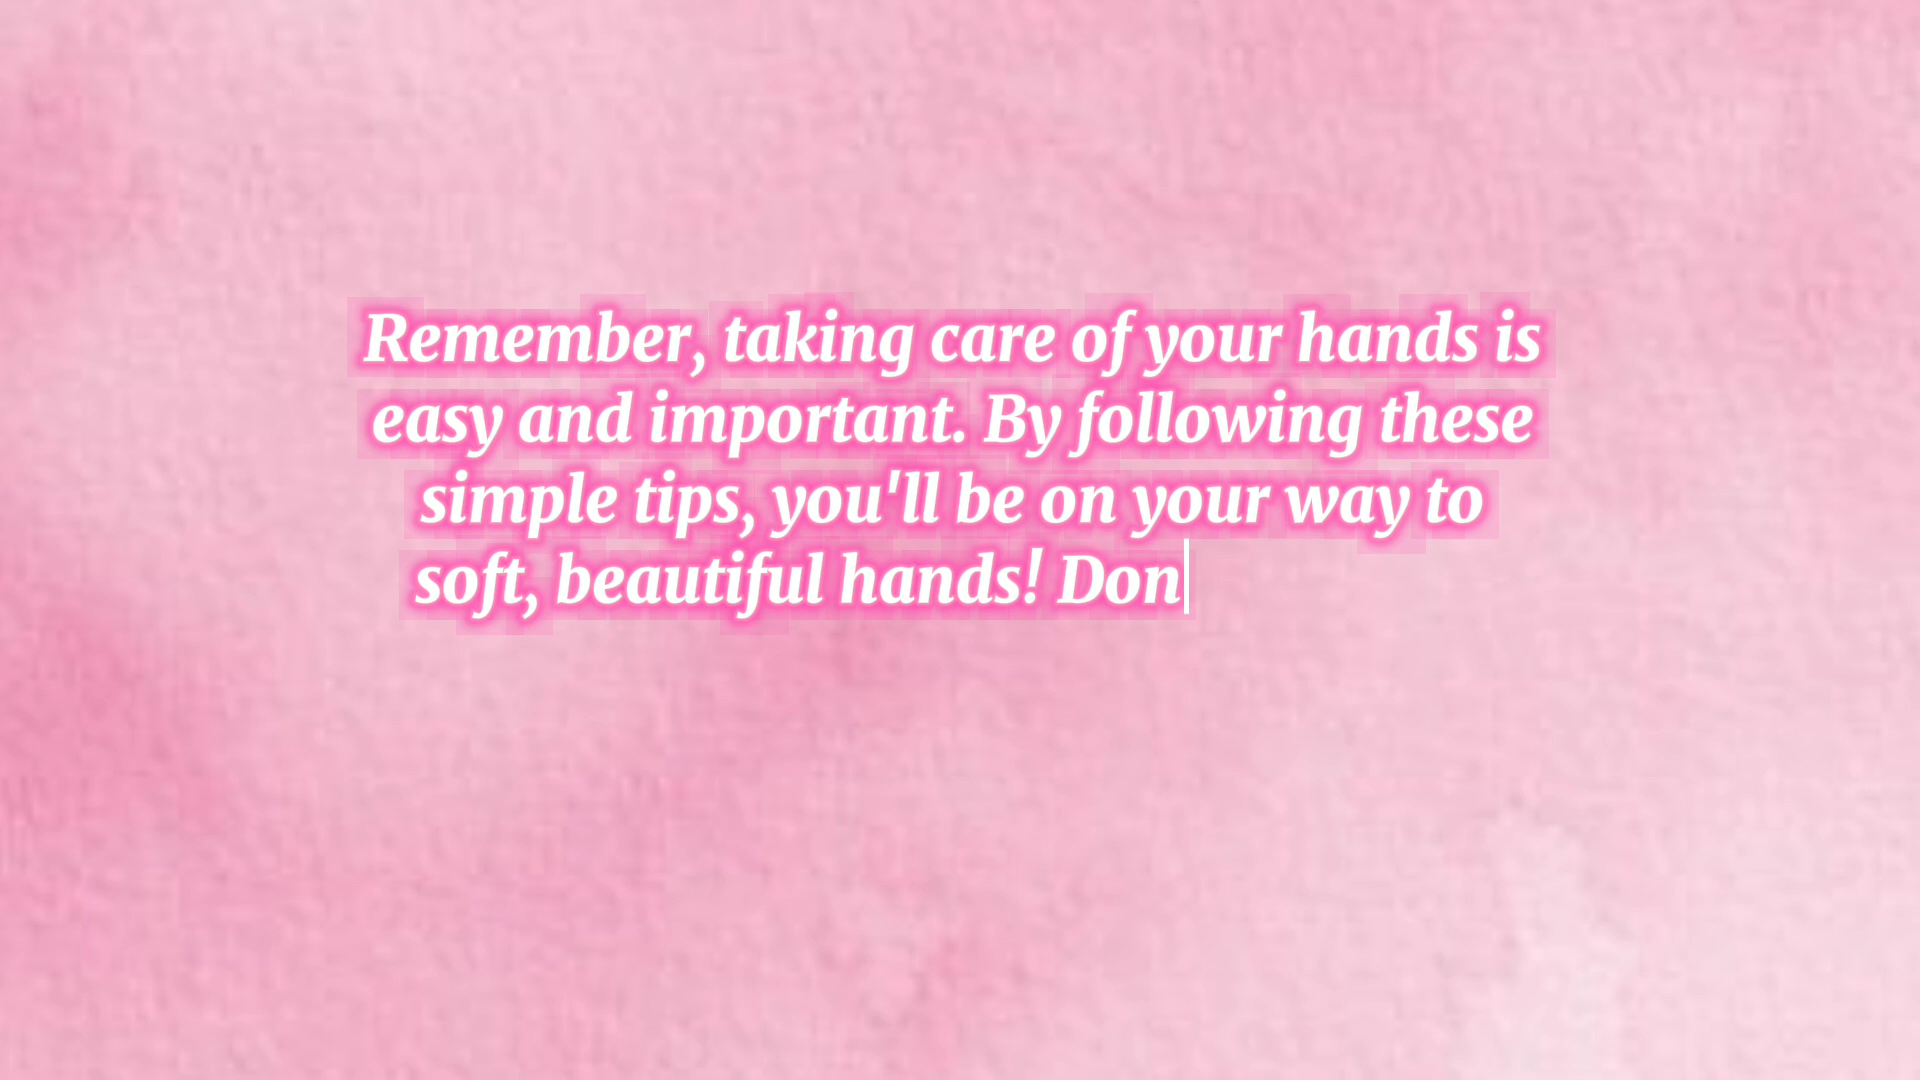 Remember, taking care of your hands is
easy and important. By following these
simple tips, you'll be on your way to
soft, beautiful hands! Don